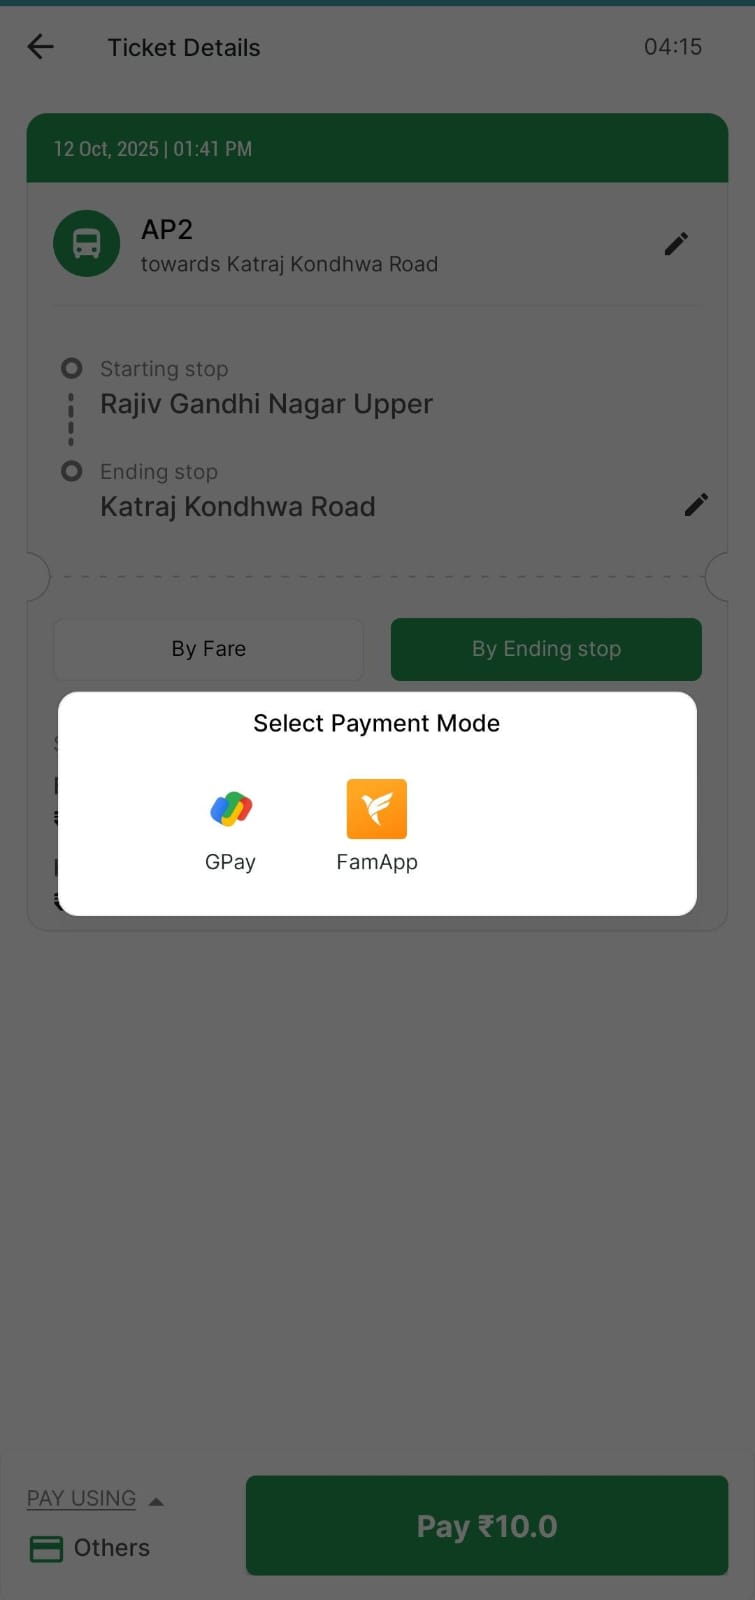 Ticket Details
04:15
12 Oct, 2025 | 01:41 PM
AP2
towards Katraj Kondhwa Road
Starting stop
Rajiv Gandhi Nagar Upper
Ending stop
Katraj Kondhwa Road
By Fare
By Ending stop
Select Payment Mode
GPay
FamApp
PAY USING
Others
Pay ₹10.0